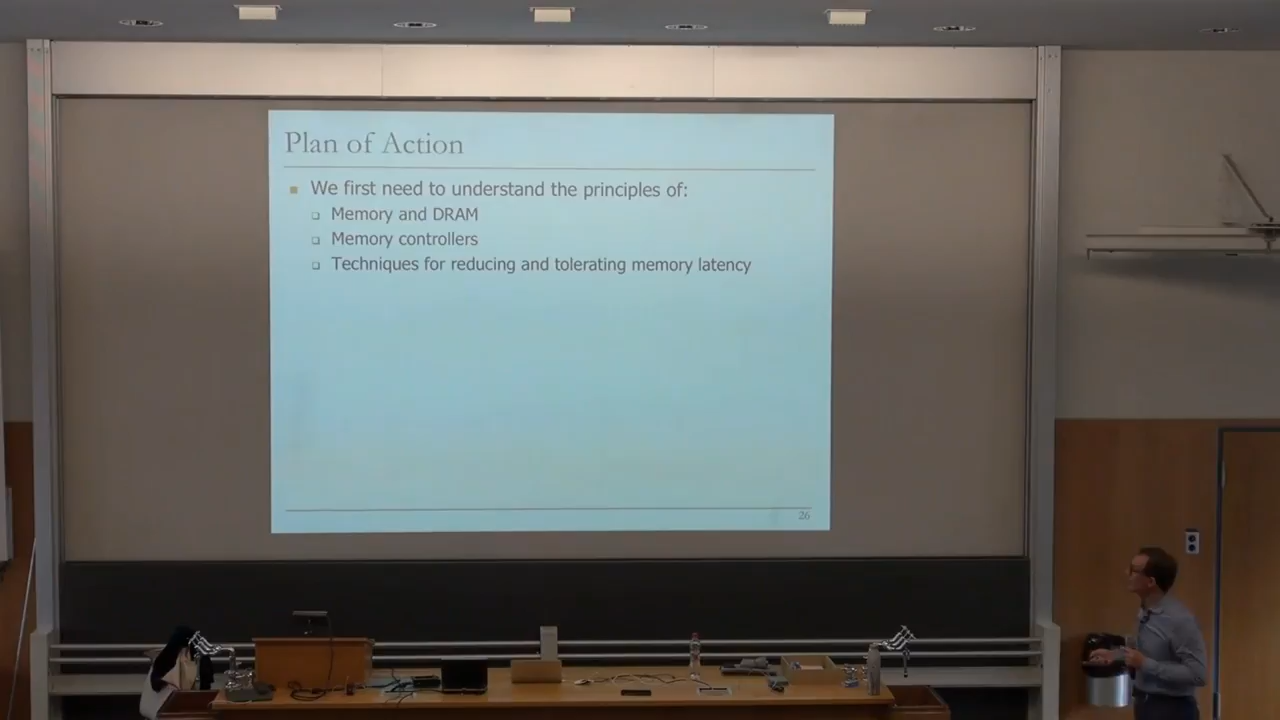 Plan of Action
We first need to understand the principles of:
Memory and DRAM
Memory controllers
Techniques for reducing and tolerating memory latency
26